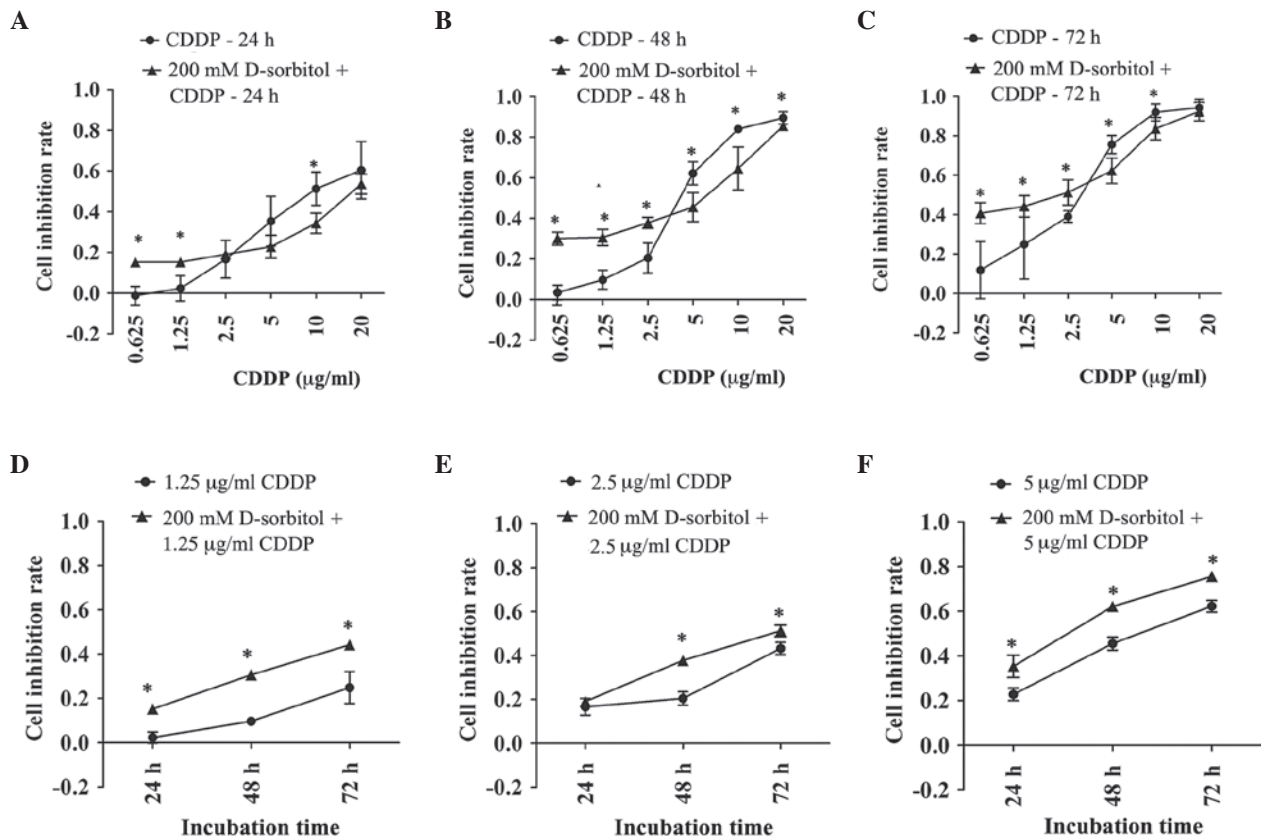 A
CDDP - 24 h
200 mM D-sorbitol +
CDDP - 24 h
1.0
0.8
0.6
0.4
0.2
0.0
-0.2
Cell inhibition rate
*
*
*
0.625
1.25
2.5
5
10
20
CDDP (μg/ml)
B
CDDP - 48 h
200 mM D-sorbitol +
CDDP - 48 h
1.0
0.8
0.6
0.4
0.2
0.0
-0.2
Cell inhibition rate
*
*
*
*
*
*
0.625
1.25
2.5
5
10
20
CDDP (μg/ml)
C
CDDP - 72 h
200 mM D-sorbitol +
CDDP - 72 h
1.0
0.8
0.6
0.4
0.2
0.0
-0.2
Cell inhibition rate
*
*
*
*
*
0.625
1.25
2.5
5
10
20
CDDP (μg/ml)
D
1.25 μg/ml CDDP
200 mM D-sorbitol +
1.25 μg/ml CDDP
1.0
0.8
0.6
0.4
0.2
0.0
-0.2
Cell inhibition rate
*
*
*
24 h
48 h
72 h
Incubation time
E
2.5 μg/ml CDDP
200 mM D-sorbitol +
2.5 μg/ml CDDP
1.0
0.8
0.6
0.4
0.2
0.0
-0.2
Cell inhibition rate
*
*
24 h
48 h
72 h
Incubation time
F
5 μg/ml CDDP
200 mM D-sorbitol +
5 μg/ml CDDP
1.0
0.8
0.6
0.4
0.2
0.0
-0.2
Cell inhibition rate
*
*
*
24 h
48 h
72 h
Incubation time